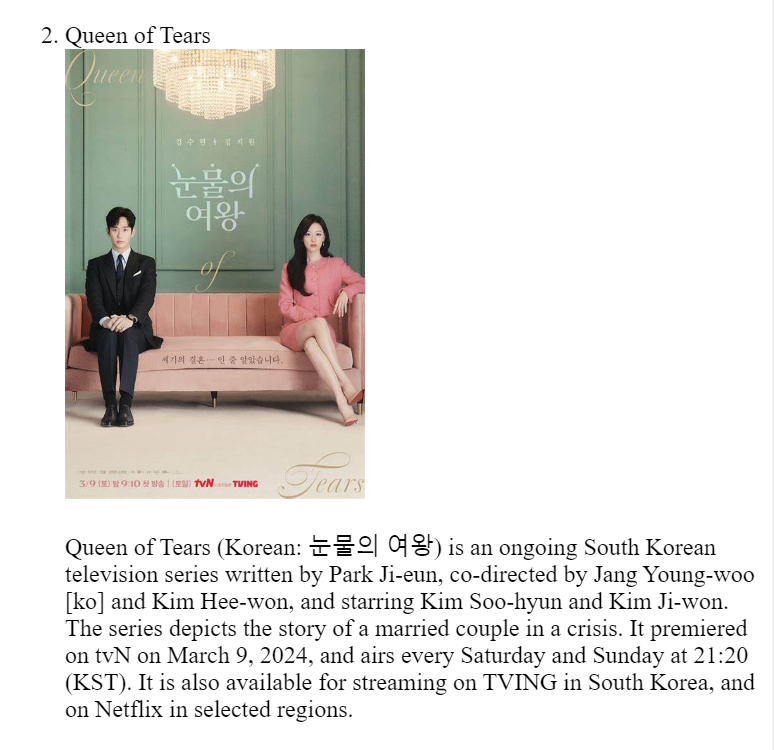 2. Queen of Tears
Queen
김수현 김지원
눈물의
여왕
of
세기의 결혼… 인 줄 알았습니다.
3/9 (토) 밤 9:10 첫 방송 | (토일) tvN TVING
Tears
Queen of Tears (Korean: 눈물의 여왕) is an ongoing South Korean
television series written by Park Ji-eun, co-directed by Jang Young-woo
[ko] and Kim Hee-won, and starring Kim Soo-hyun and Kim Ji-won.
The series depicts the story of a married couple in a crisis. It premiered
on tvN on March 9, 2024, and airs every Saturday and Sunday at 21:20
(KST). It is also available for streaming on TVING in South Korea, and
on Netflix in selected regions.